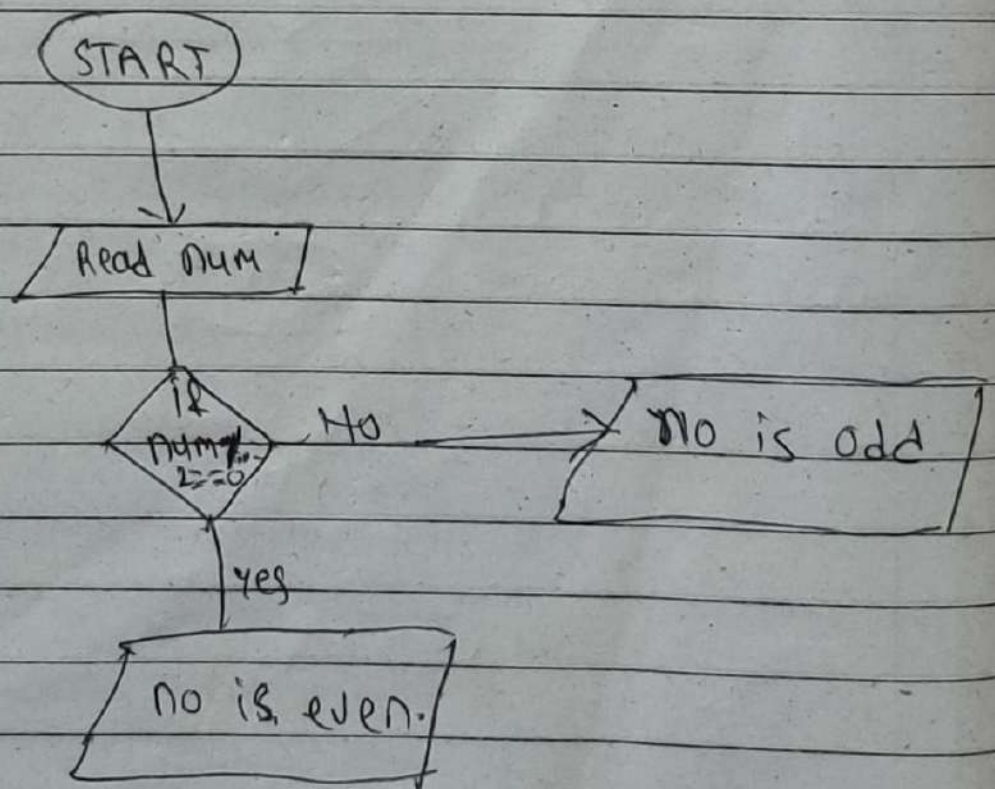 START
Read num
if
num%
2==0
No
No is odd
yes
no is even.